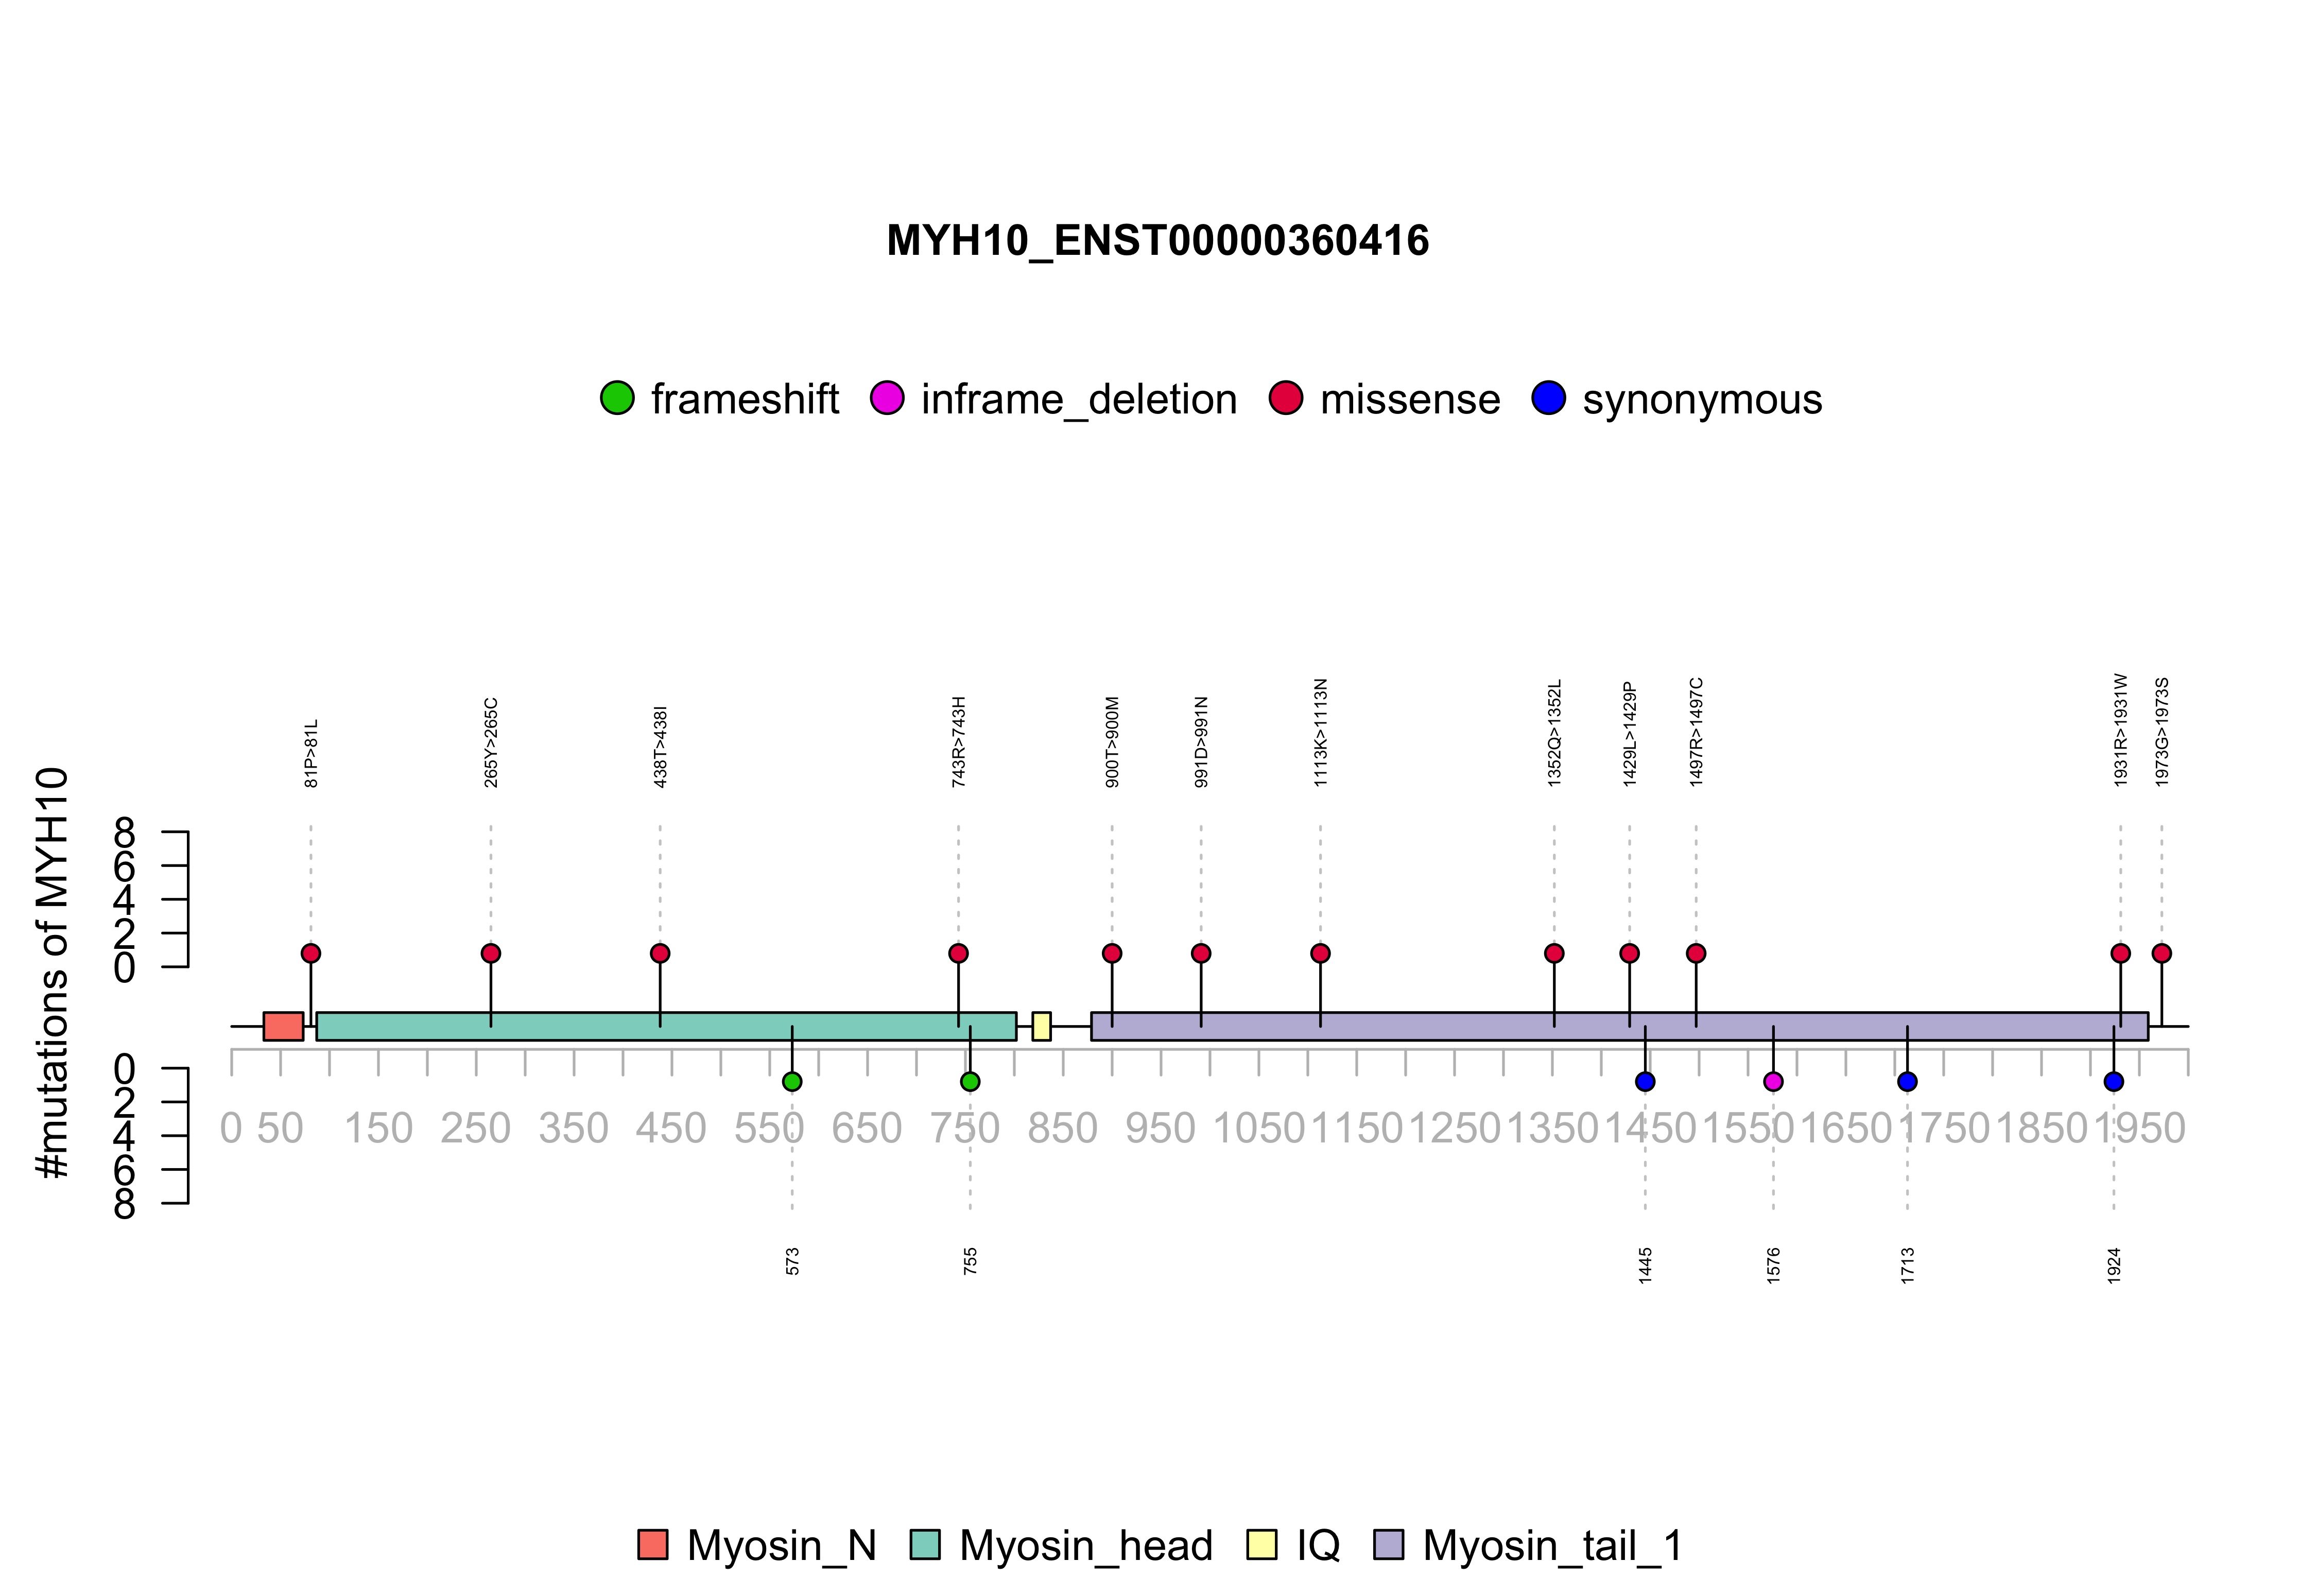 MYH10_ENST00000360416
frameshift inframe_deletion missense synonymous
81P>81L 265Y>265C 438T>438I 743R>743H 900T>900M 991D>991N 1113K>1113N 1352Q>1352L 1429L>1429P 1497R>1497C 1931R>1931W 1973G>1973S
#mutations of MYH10
8
6
4
2
0
0
2
4
6
8
0 50 150 250 350 450 550 650 750 850 950 1050 1150 1250 1350 1450 1550 1650 1750 1850 1950
573 755 1445 1576 1713 1924
Myosin_N Myosin_head IQ Myosin_tail_1